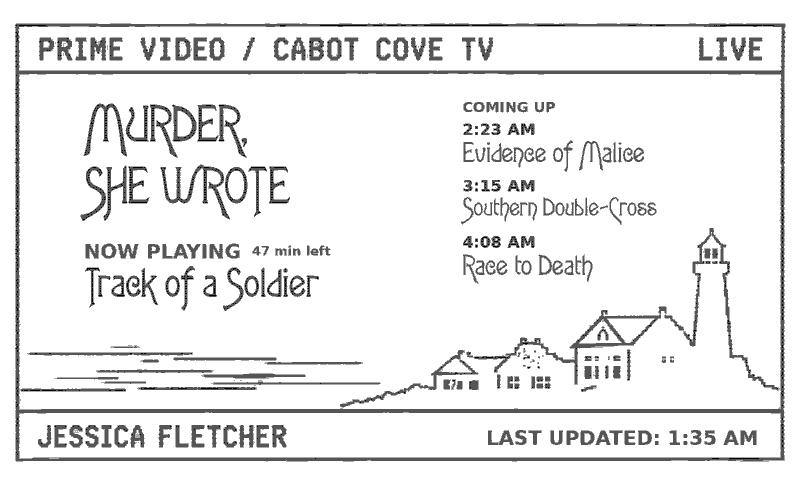 PRIME VIDEO / CABOT COVE TV
LIVE
MURDER,
SHE WROTE
NOW PLAYING 47 min left
Track of a Soldier
COMING UP
2:23 AM
Evidence of Malice
3:15 AM
Southern Double-Cross
4:08 AM
Race to Death
JESSICA FLETCHER
LAST UPDATED: 1:35 AM